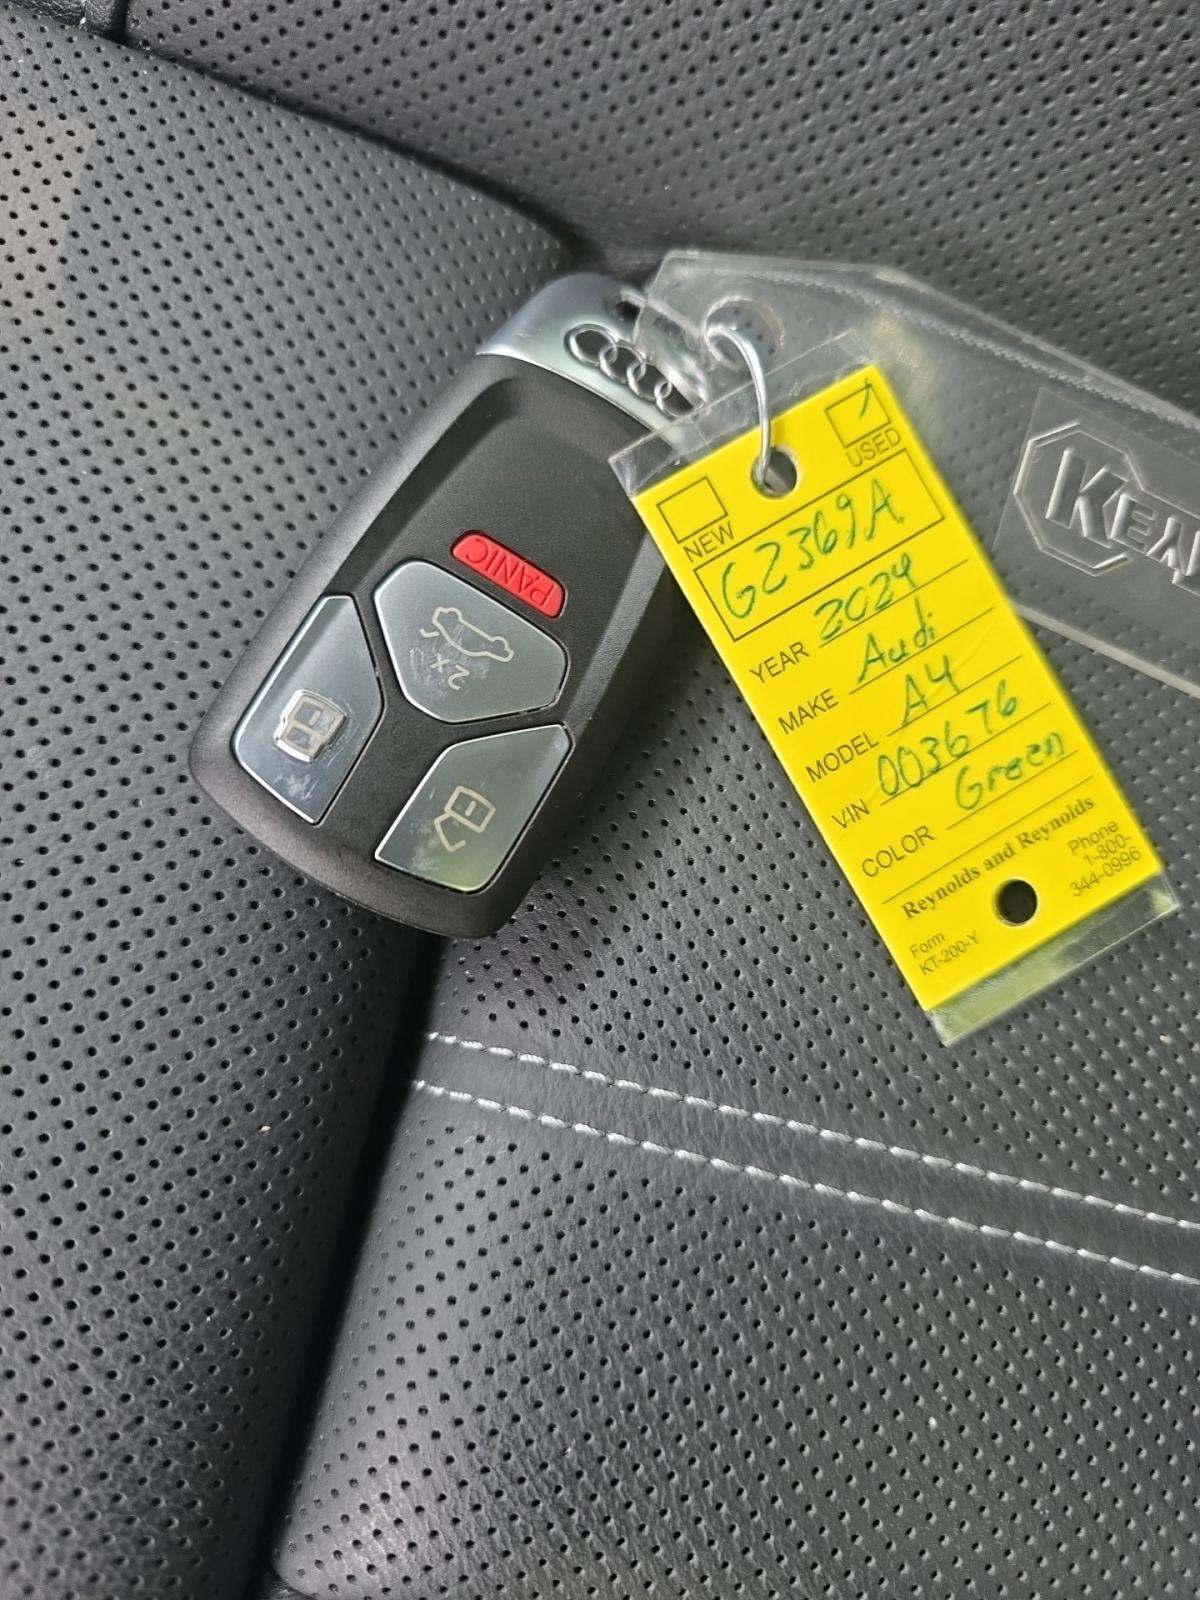 PANIC
2X
KEY
NEW
USED
G2369A
YEAR 2024
MAKE Audi
MODEL A4
VIN 003676
COLOR Green
Reynolds and Reynolds
Form
KT-200-Y
Phone
1-800-
344-0996